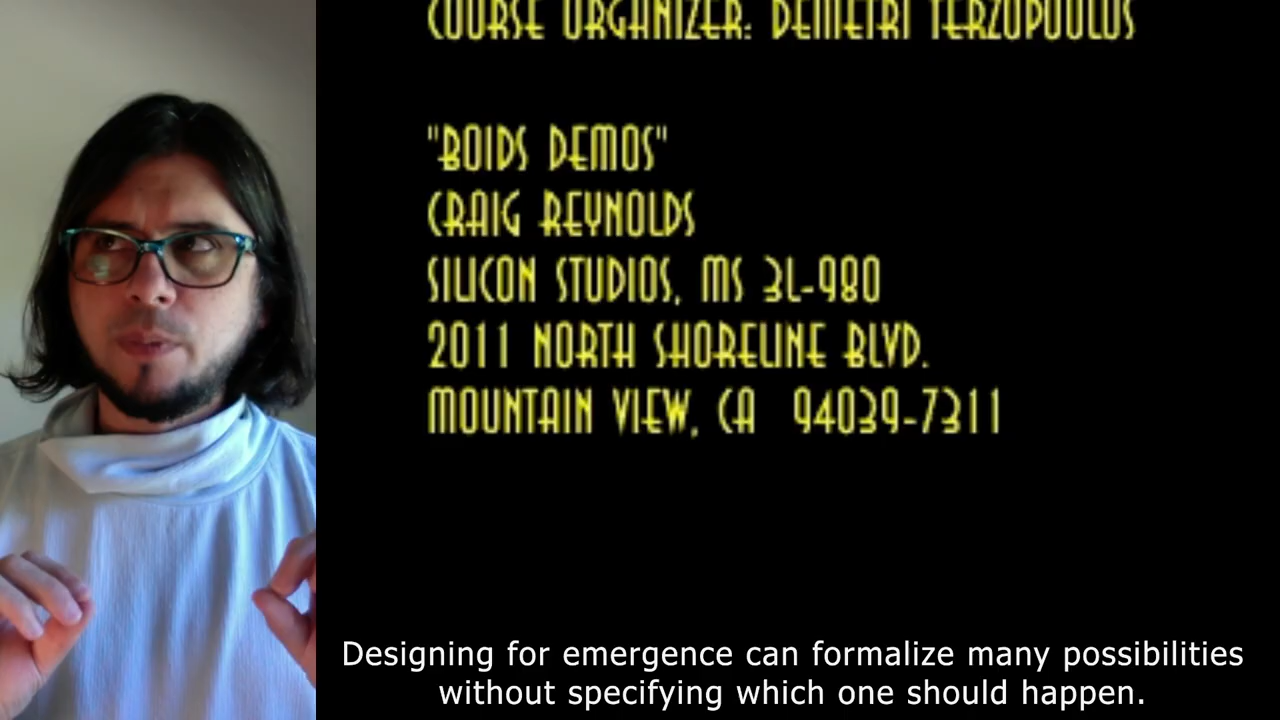 COURSE ORGANIZER: DEMETRI TERZOPOULOS
"BOIDS DEMOS"
CRAIG REYNOLDS
SILICON STUDIOS, MS 3L-980
2011 NORTH SHORELINE BLVD.
MOUNTAIN VIEW, CA  94039-7311
Designing for emergence can formalize many possibilities
without specifying which one should happen.